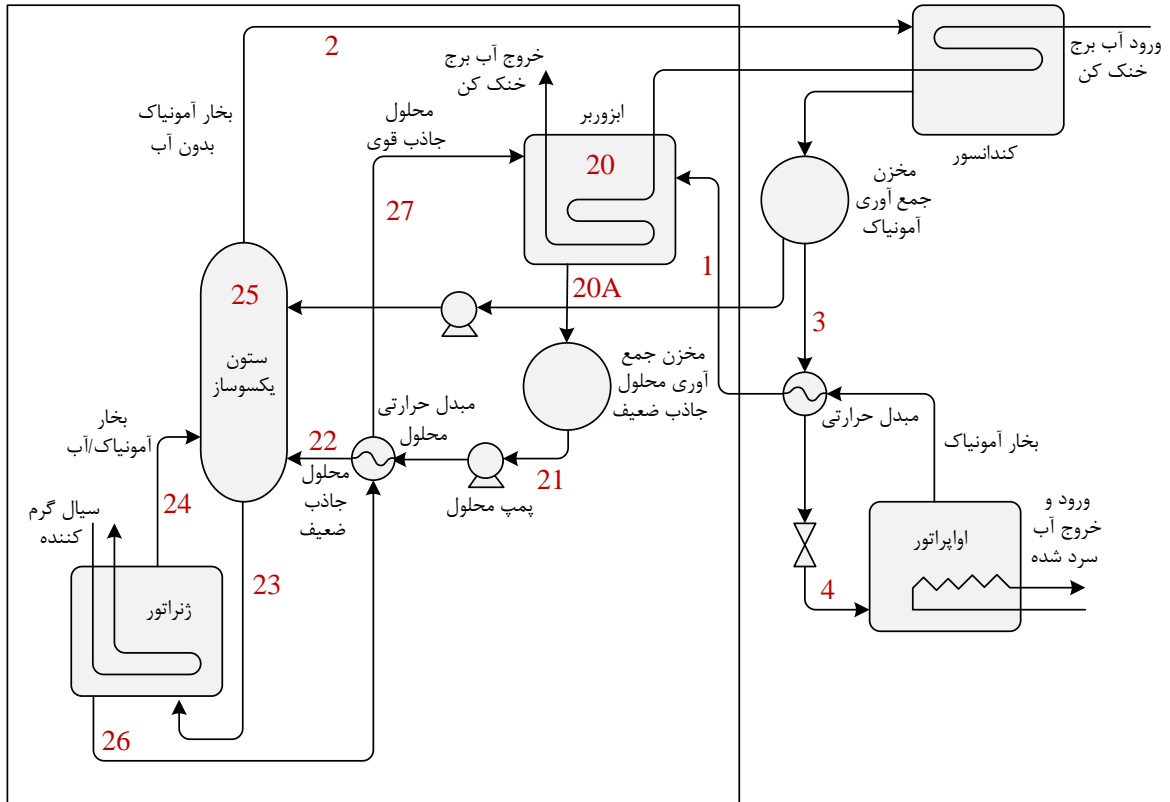 2
ورود آب برج
خنک کن
کندانسور
خروج آب برج
خنک کن
ابزوربر
20
محلول
جاذب قوی
بخار آمونیاک
بدون آب
27
مخزن
جمع آوری
آمونیاک
1
20A
3
25
ستون
یکسوساز
مخزن جمع
آوری محلول
جاذب ضعیف
مبدل حرارتی
محلول
مبدل حرارتی
بخار آمونیاک
22
محلول
جاذب
ضعیف
21
پمپ محلول
بخار
آمونیاک/آب
24
سیال گرم
کننده
ژنراتور
23
26
اواپراتور
ورود و
خروج آب
سرد شده
4